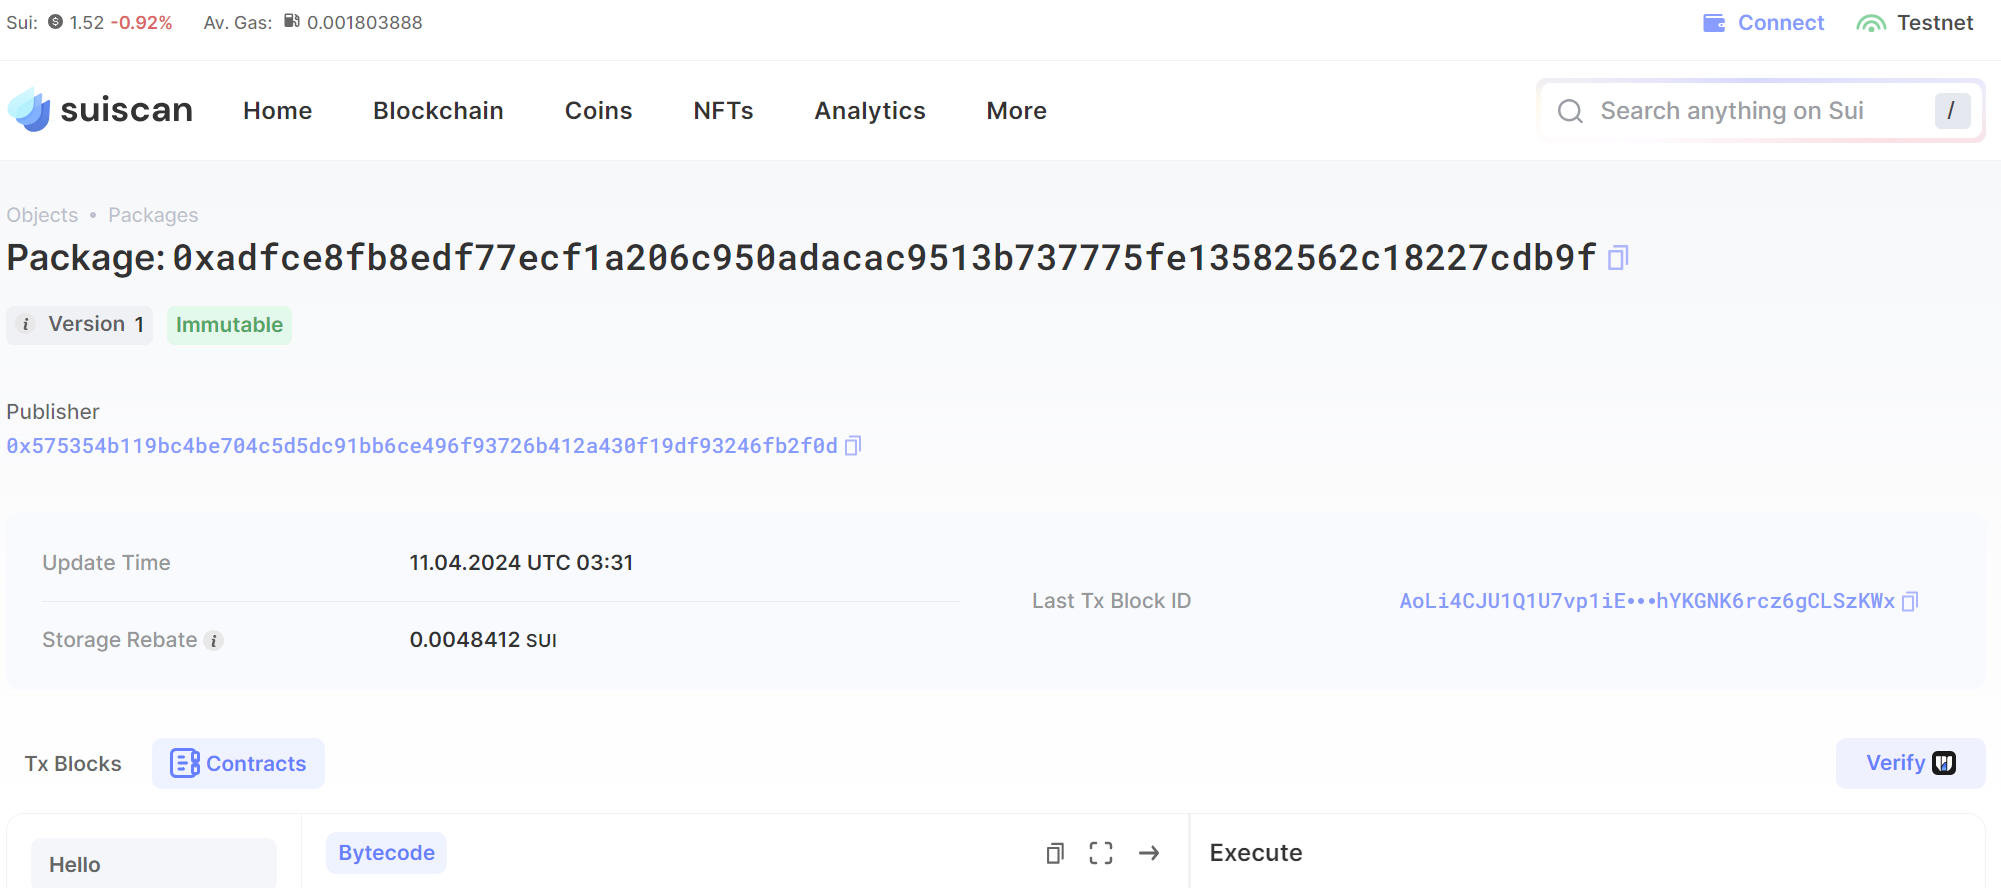 Sui: 1.52 -0.92% Av. Gas: 0.001803888 Connect Testnet
suiscan Home Blockchain Coins NFTs Analytics More Search anything on Sui /
Objects • Packages
Package: 0xadfce8fb8edf77ecf1a206c950adacac9513b737775fe13582562c18227cdb9f
i Version 1 Immutable
Publisher
0x575354b119bc4be704c5d5dc91bb6ce496f93726b412a430f19df93246fb2f0d
Update Time 11.04.2024 UTC 03:31
Last Tx Block ID AoLi4CJU1Q1U7vp1iE•••hYKGNK6rcz6gCLSzKWx
Storage Rebate i 0.0048412 SUI
Tx Blocks Contracts Verify
Hello Bytecode Execute